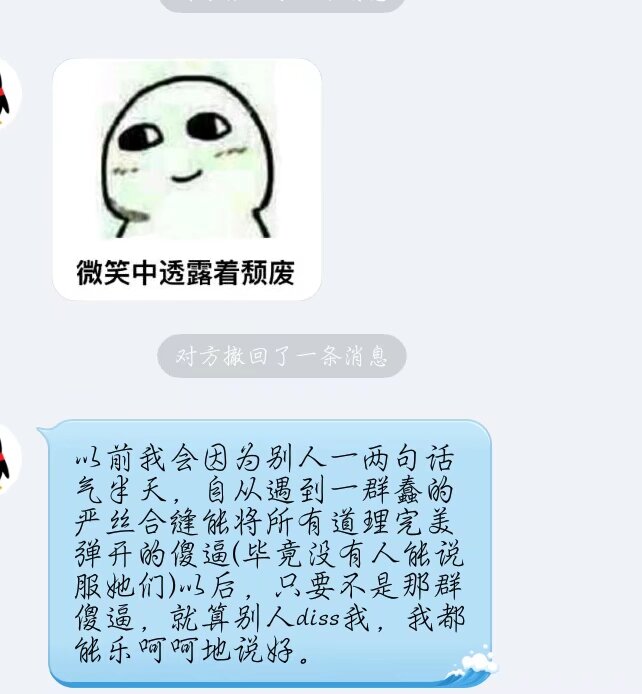 微笑中透露着颓废
对方撤回了一条消息
以前我会因为别人一两句话
气半天，自从遇到一群蠢的
严丝合缝能将所有道理完美
弹开的傻逼(毕竟没有人能说
服她们)以后，只要不是那群
傻逼，就算别人diss我，我都
能乐呵呵地说好。